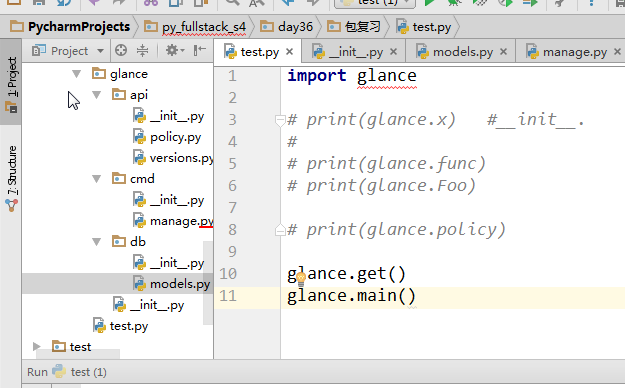 test (1)
PycharmProjects py_fullstack_s4 day36 包复习 test.py
Project test.py __init__.py models.py manage.py
1: Project
7: Structure
glance
api
__init__.py
policy.py
versions.py
cmd
__init__.py
manage.py
db
__init__.py
models.py
__init__.py
test.py
test
1 import glance
2
3 # print(glance.x) #__init__.
4 #
5 # print(glance.func)
6 # print(glance.Foo)
7
8 # print(glance.policy)
9
10 glance.get()
11 glance.main()
Run test (1)